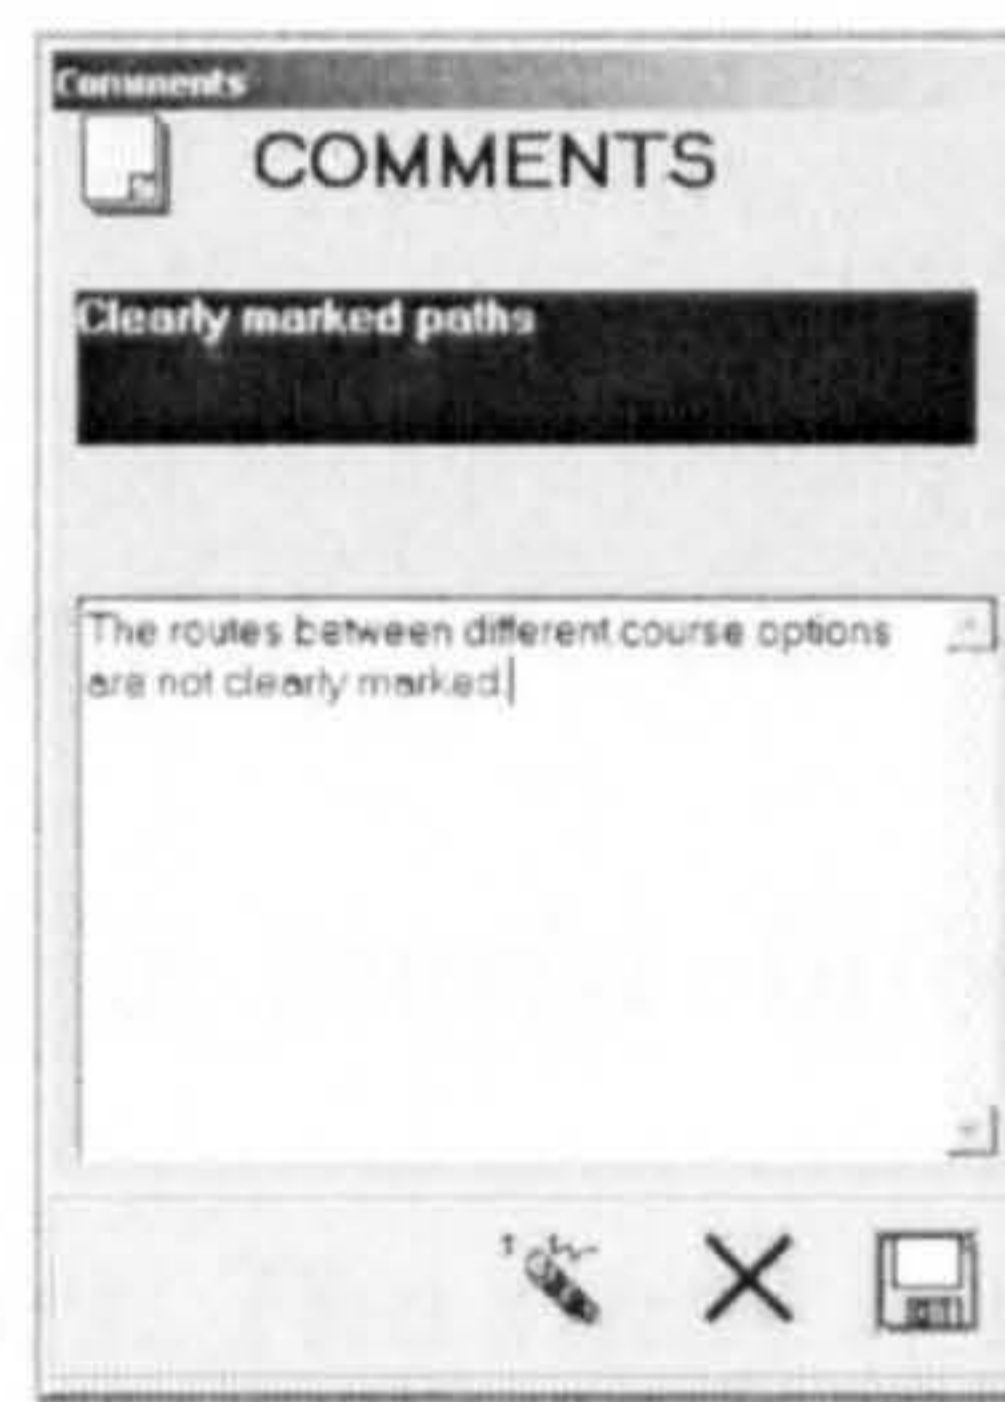 Comments
COMMENTS
Clearly marked paths
The routes between different course options
are not clearly marked.